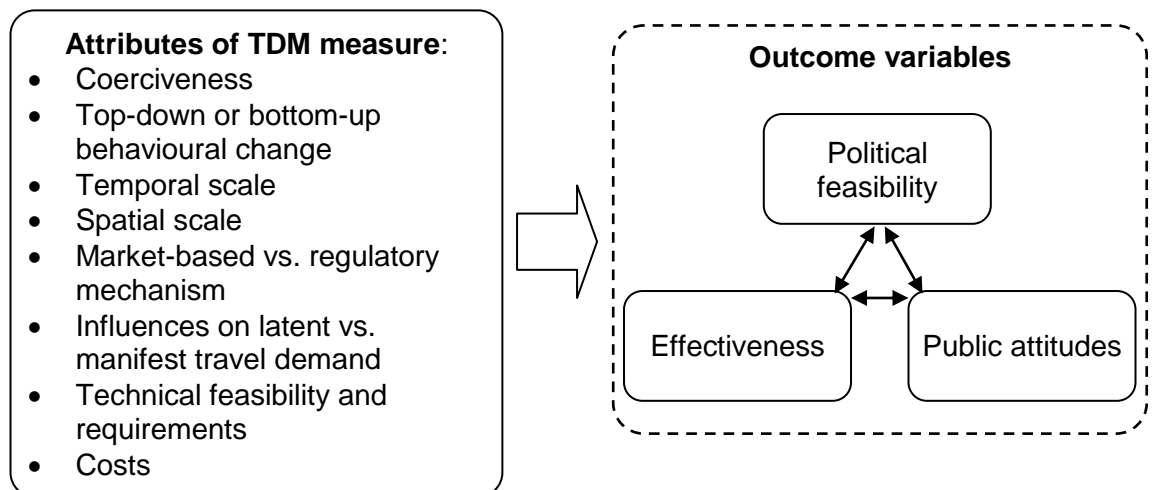 Attributes of TDM measure:
• Coerciveness
• Top-down or bottom-up
behavioural change
• Temporal scale
• Spatial scale
• Market-based vs. regulatory
mechanism
• Influences on latent vs.
manifest travel demand
• Technical feasibility and
requirements
• Costs
Outcome variables
Political
feasibility
Effectiveness
Public attitudes